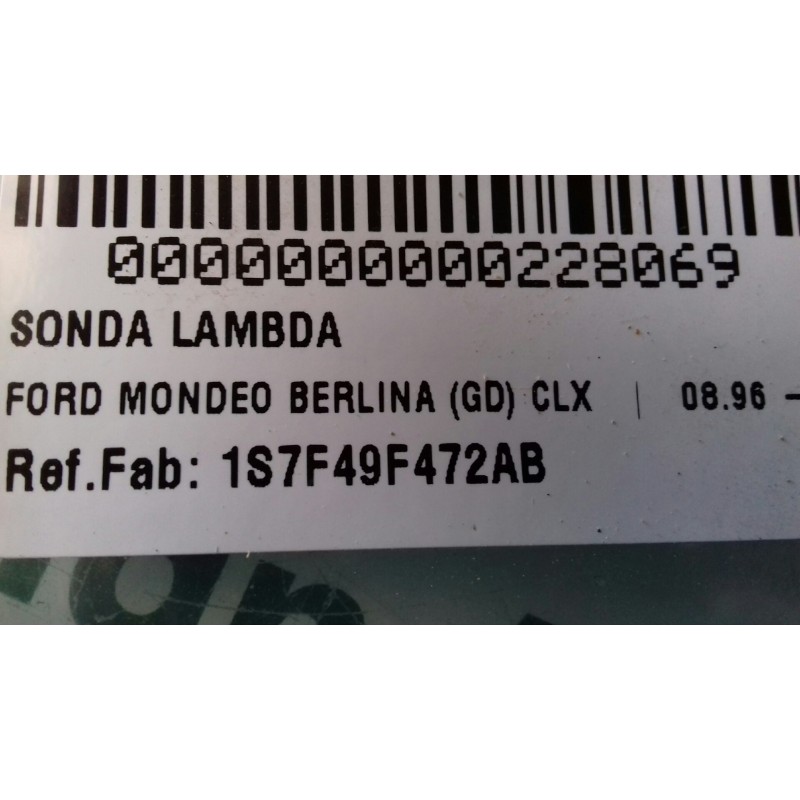 0000000000228069
SONDA LAMBDA
FORD MONDEO BERLINA (GD) CLX | 08.96 -
Ref.Fab: 1S7F49F472AB